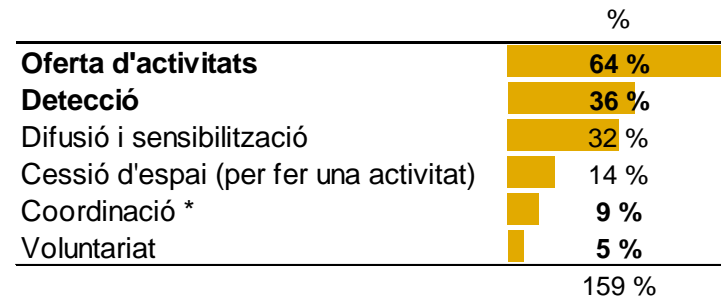 %
Oferta d'activitats 64 %
Detecció 36 %
Difusió i sensibilització 32 %
Cessió d'espai (per fer una activitat) 14 %
Coordinació * 9 %
Voluntariat 5 %
159 %